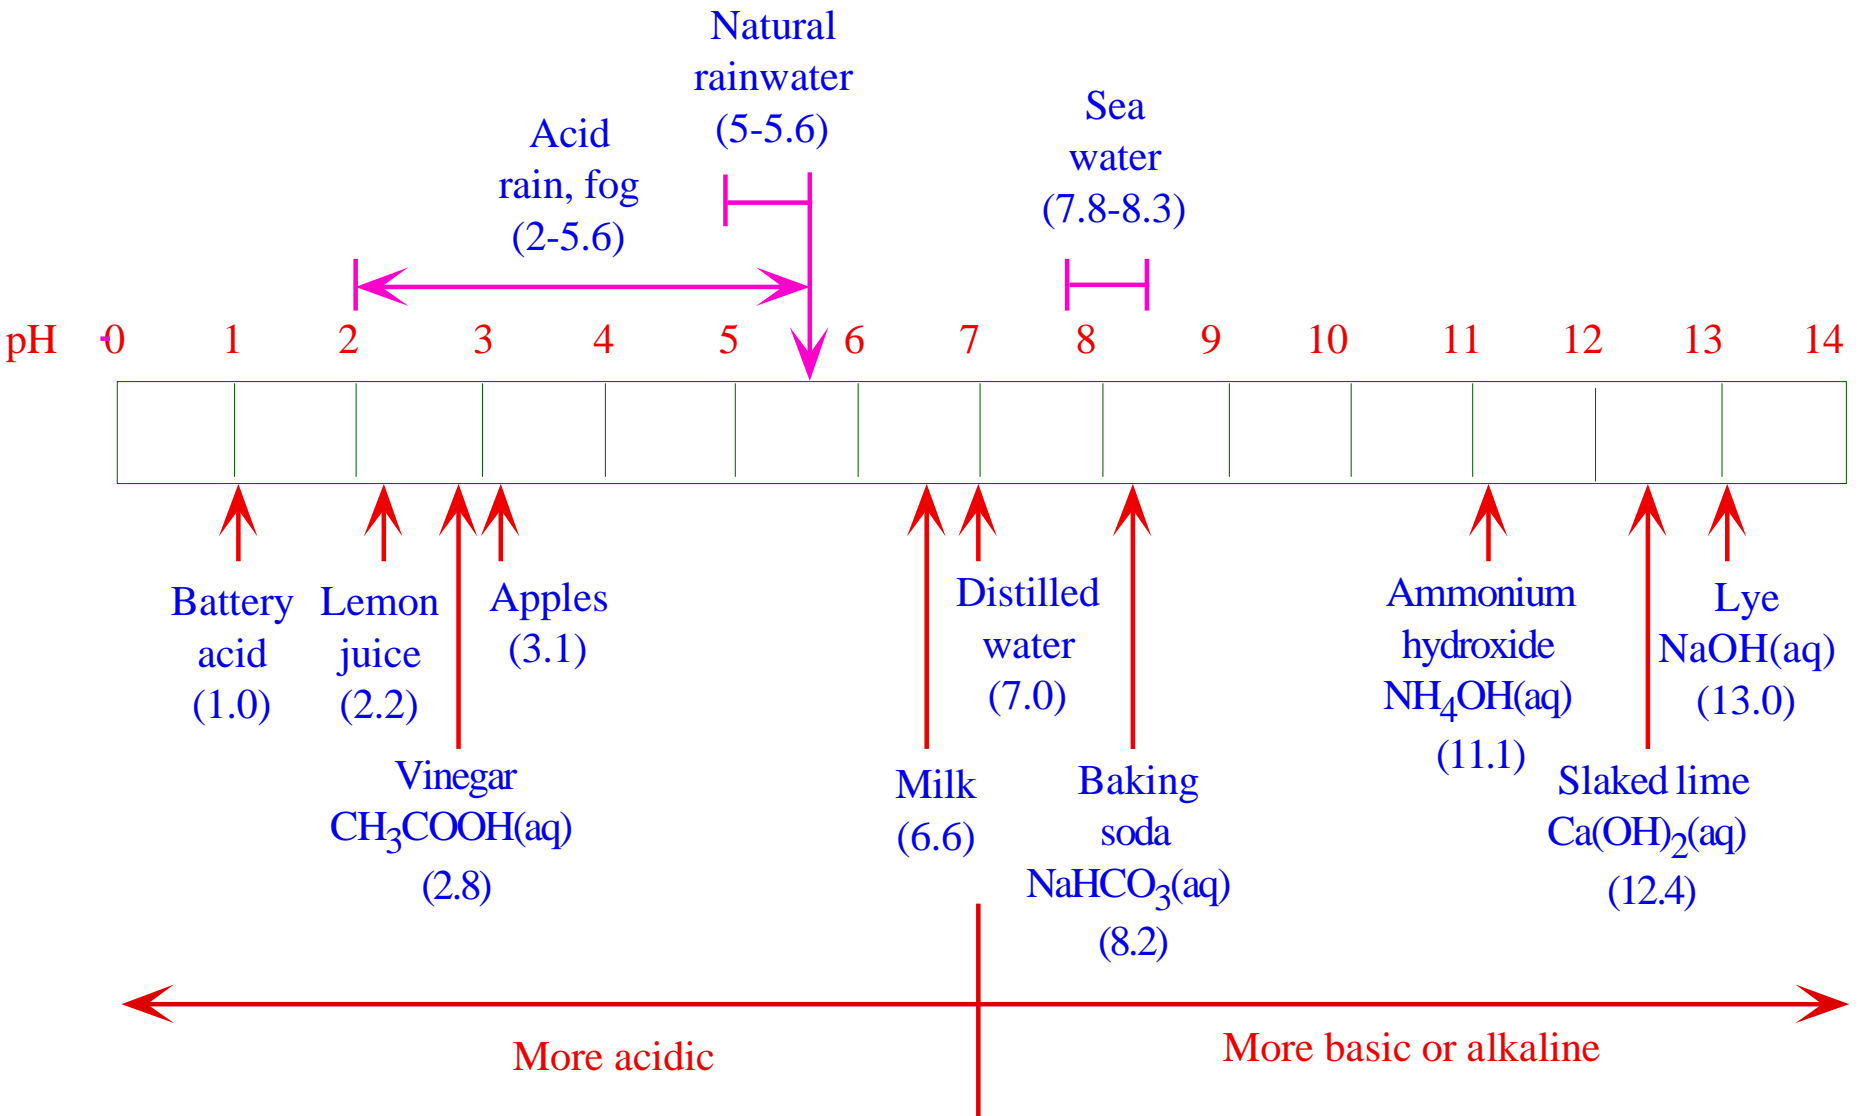 Natural
rainwater
(5-5.6)
Acid
rain, fog
(2-5.6)
Sea
water
(7.8-8.3)
pH 0 1 2 3 4 5 6 7 8 9 10 11 12 13 14
Battery
acid
(1.0)
Lemon
juice
(2.2)
Vinegar
CH3COOH(aq)
(2.8)
Apples
(3.1)
Milk
(6.6)
Distilled
water
(7.0)
Baking
soda
NaHCO3(aq)
(8.2)
Ammonium
hydroxide
NH4OH(aq)
(11.1)
Slaked lime
Ca(OH)2(aq)
(12.4)
Lye
NaOH(aq)
(13.0)
More acidic
More basic or alkaline